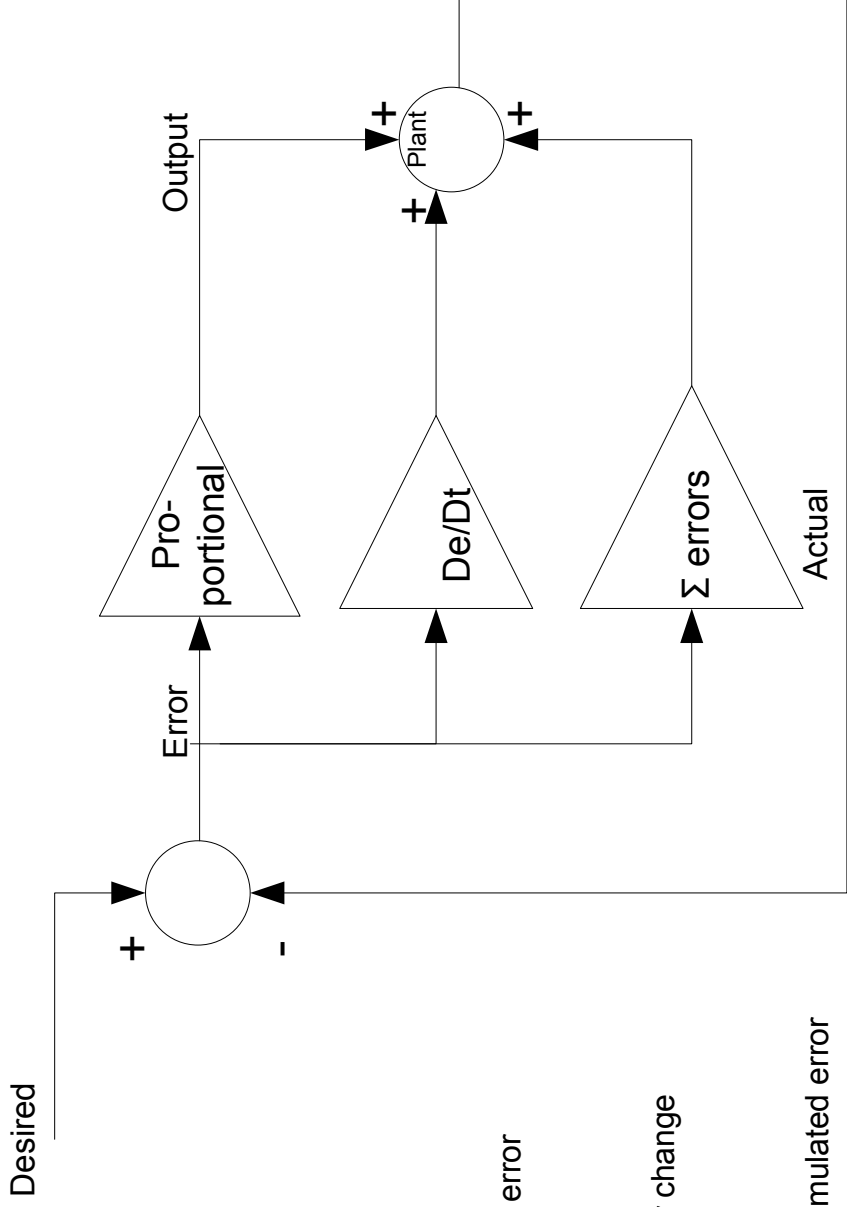 Desired
+
-
Error
Output
Pro-
portional
De/Dt
Σ errors
+
+
+
Plant
Actual
error
change
mulated error